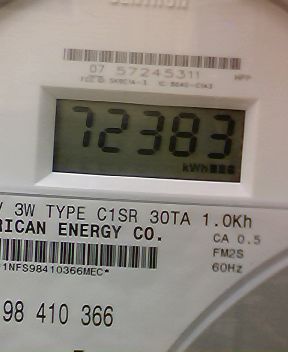 07 57245311
72383
kWh
V 3W TYPE C1SR 30TA 1.0Kh
RICAN ENERGY CO.
CA 0.5
FM2S
60Hz
1NFS98410366MEC*
98 410 366